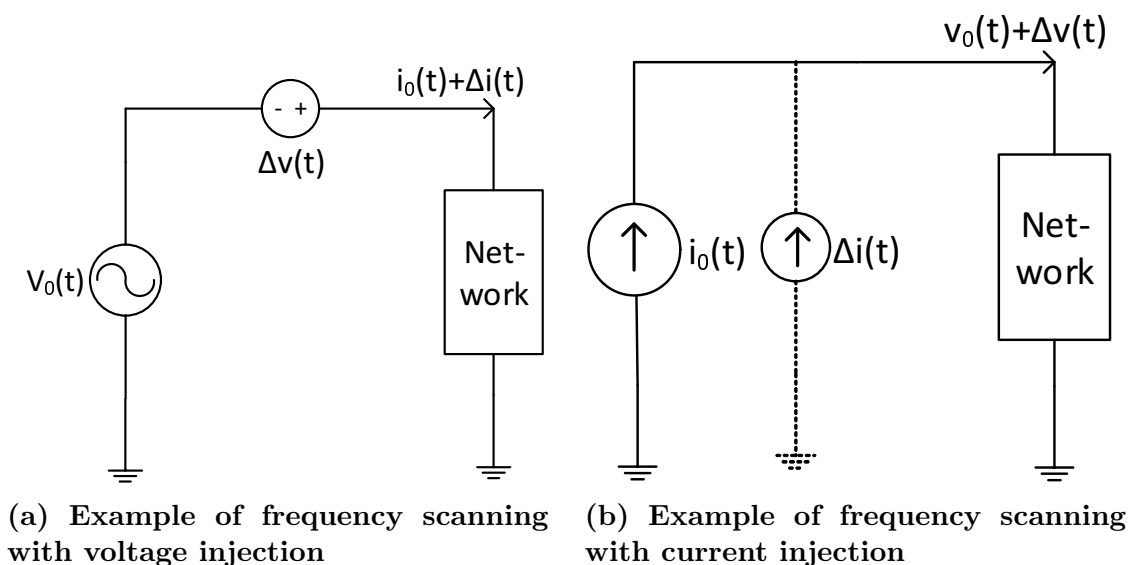 i₀(t)+Δi(t)
- +
Δv(t)
V₀(t)
Net-
work
v₀(t)+Δv(t)
i₀(t)
Δi(t)
Net-
work
(a) Example of frequency scanning
with voltage injection
(b) Example of frequency scanning
with current injection